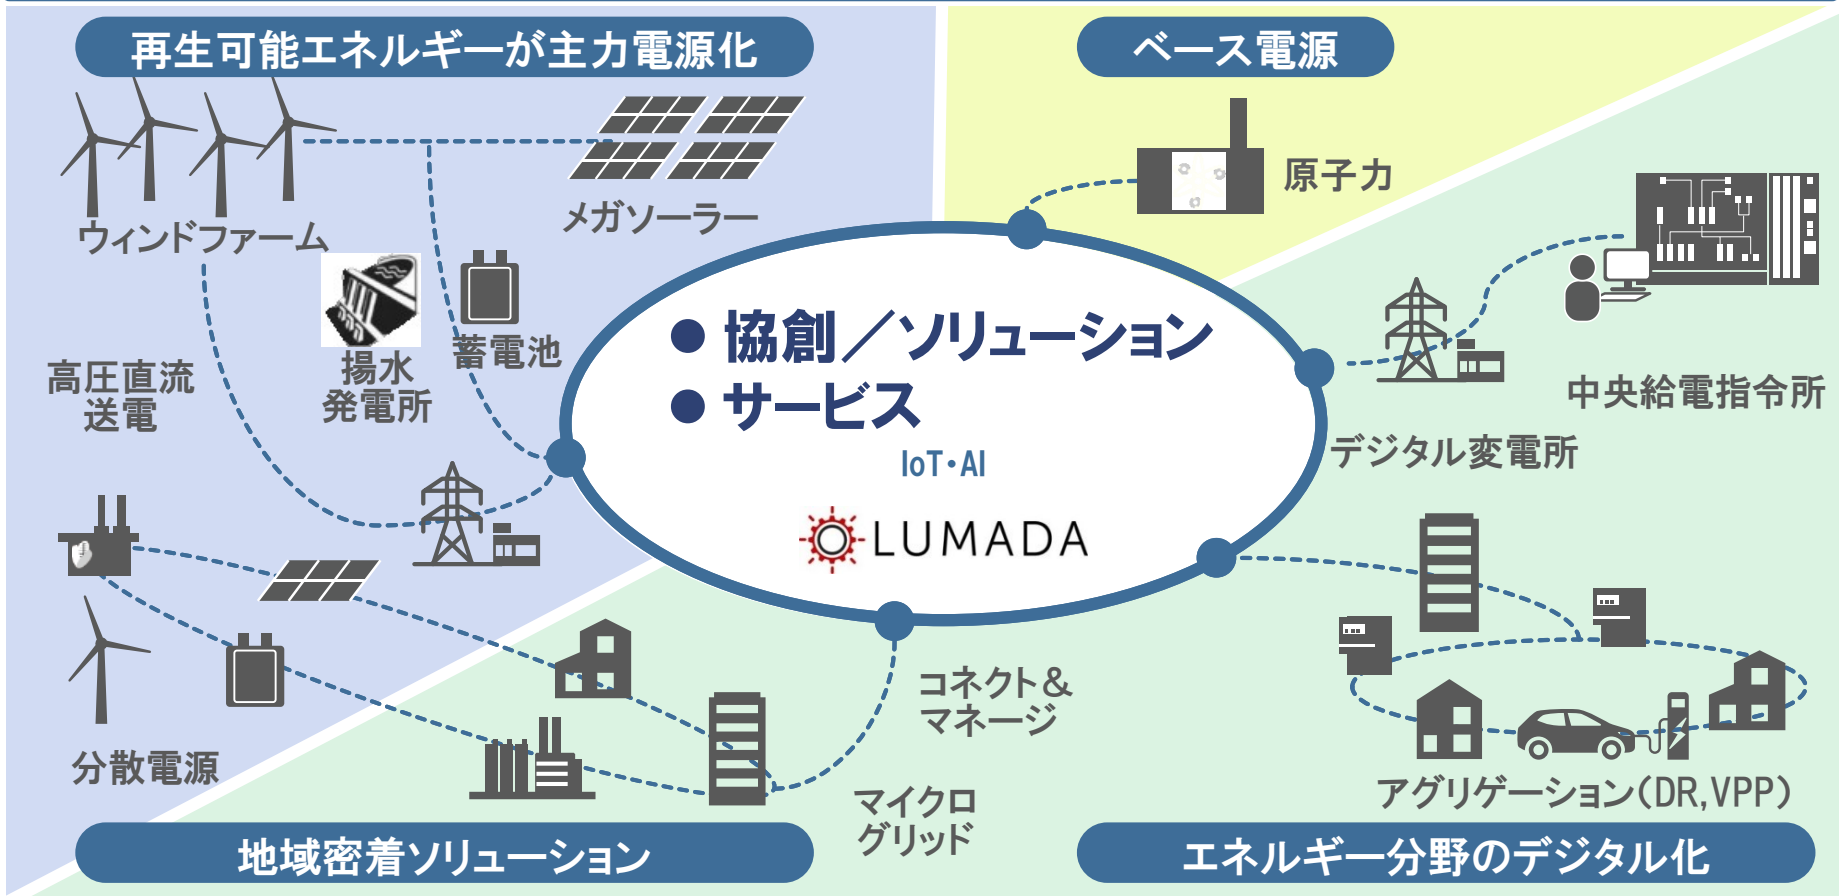 再生可能エネルギーが主力電源化
ベース電源
原子力
メガソーラー
ウィンドファーム
蓄電池
揚水
発電所
高圧直流
送電
● 協創／ソリューション
● サービス
IoT・AI
LUMADA
中央給電指令所
デジタル変電所
分散電源
コネクト＆
マネージ
マイクロ
グリッド
アグリゲーション（DR,VPP）
地域密着ソリューション
エネルギー分野のデジタル化